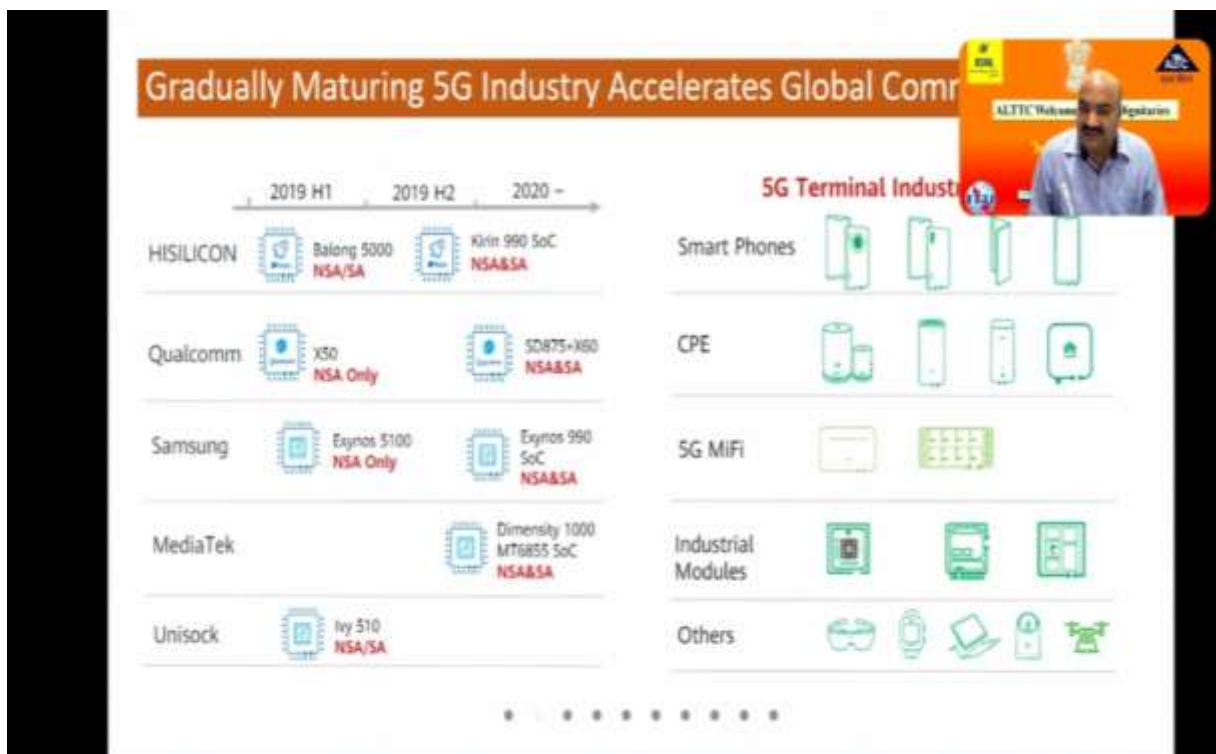 Gradually Maturing 5G Industry Accelerates Global Comm
ALTTC Welcome
dignitaries
2019 H1
2019 H2
2020 ~
HISILICON
Balong 5000
NSA/SA
Kirin 990 SoC
NSA&SA
Qualcomm
X50
NSA Only
SD875+X60
NSA&SA
Samsung
Exynos 5100
NSA Only
Exynos 990
SoC
NSA&SA
MediaTek
Dimensity 1000
MT6855 SoC
NSA&SA
Unisock
Ivy 510
NSA/SA
5G Terminal Indust
Smart Phones
CPE
5G MiFi
Industrial
Modules
Others